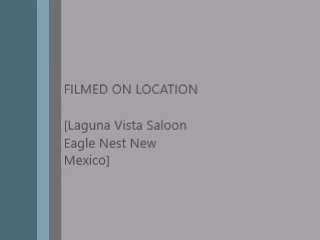 FILMED ON LOCATION
[Laguna Vista Saloon
Eagle Nest New
Mexico]